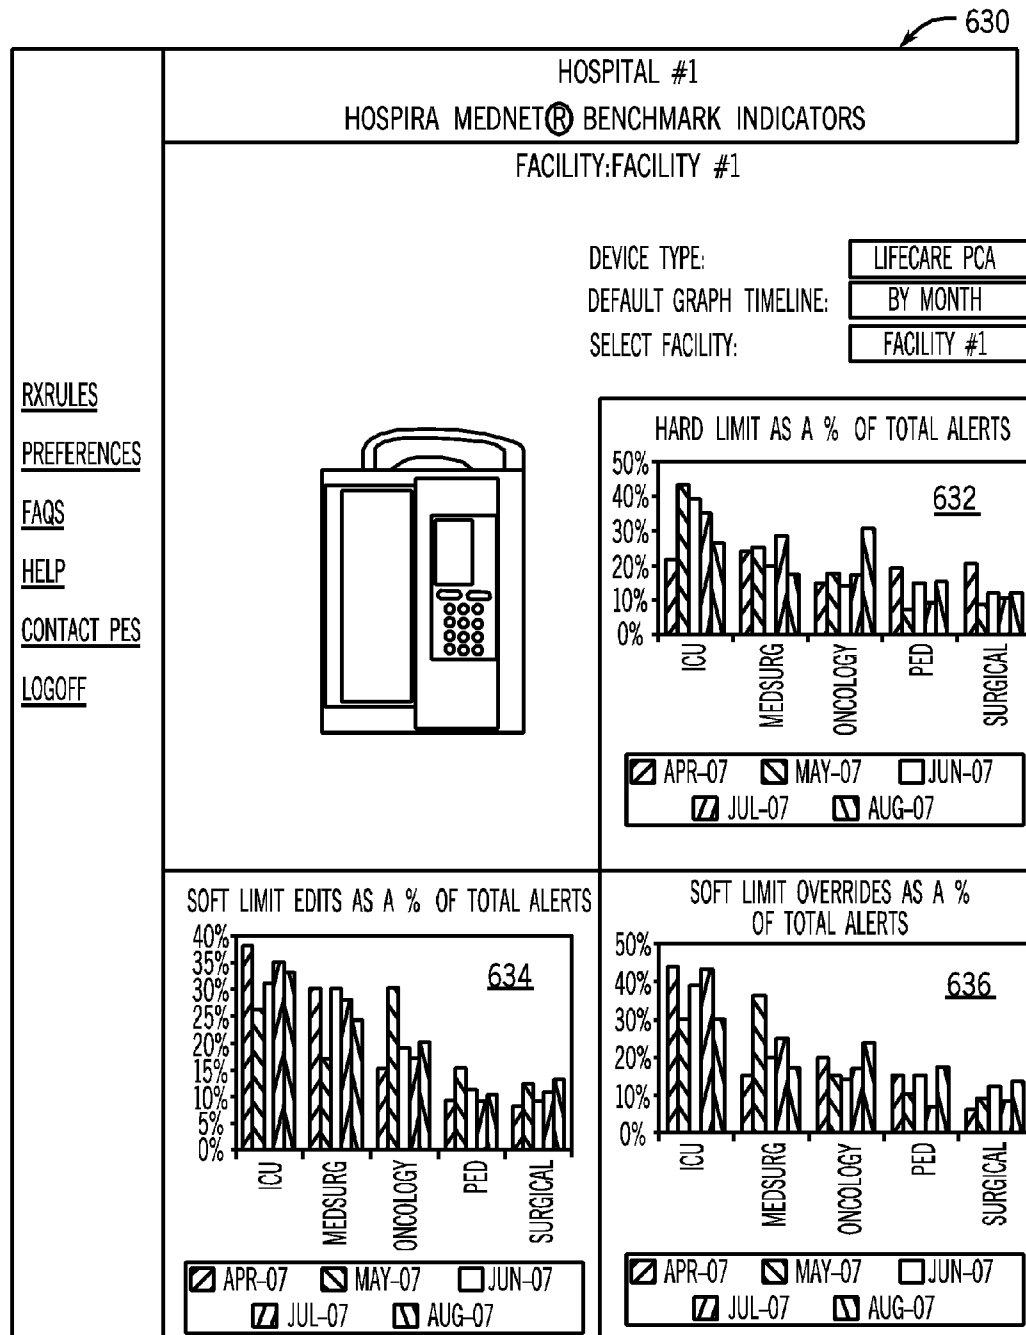 630
HOSPITAL #1
HOSPIRA MEDNET® BENCHMARK INDICATORS
FACILITY:FACILITY #1
DEVICE TYPE: LIFECARE PCA
DEFAULT GRAPH TIMELINE: BY MONTH
SELECT FACILITY: FACILITY #1
RXRULES
PREFERENCES
FAQS
HELP
CONTACT PES
LOGOFF
HARD LIMIT AS A % OF TOTAL ALERTS
632
50%
40%
30%
20%
10%
0%
ICU
MEDSURG
ONCOLOGY
PED
SURGICAL
APR-07 MAY-07 JUN-07
JUL-07 AUG-07
SOFT LIMIT EDITS AS A % OF TOTAL ALERTS
634
40%
35%
30%
25%
20%
15%
10%
5%
0%
ICU
MEDSURG
ONCOLOGY
PED
SURGICAL
APR-07 MAY-07 JUN-07
JUL-07 AUG-07
SOFT LIMIT OVERRIDES AS A %
OF TOTAL ALERTS
636
50%
40%
30%
20%
10%
0%
ICU
MEDSURG
ONCOLOGY
PED
SURGICAL
APR-07 MAY-07 JUN-07
JUL-07 AUG-07